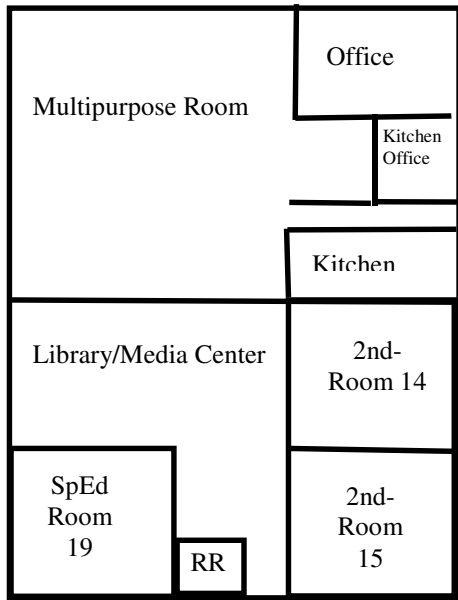 Office
Multipurpose Room
Kitchen
Office
Kitchen
Library/Media Center
2nd-
Room 14
SpEd
Room
19
RR
2nd-
Room
15